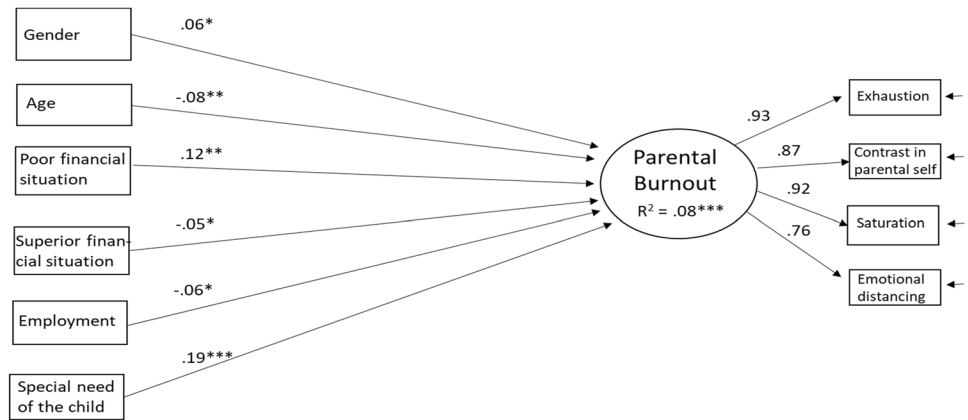 Gender
.06*
Age
-.08**
Poor financial
situation
.12**
Superior finan-
cial situation
-.05*
Employment
-.06*
Special need
of the child
.19***
Parental
Burnout
R² = .08***
.93
Exhaustion
.87
Contrast in
parental self
.92
Saturation
.76
Emotional
distancing